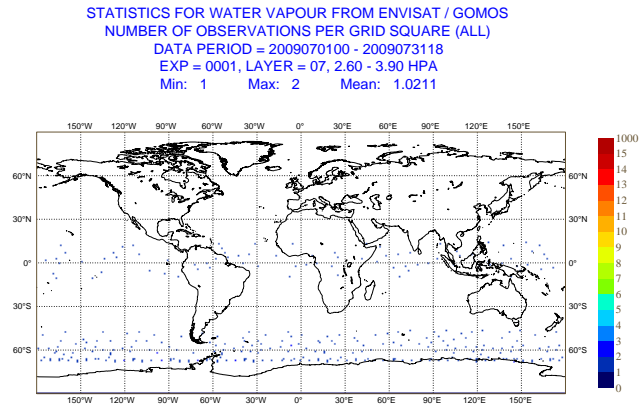 STATISTICS FOR WATER VAPOUR FROM ENVISAT / GOMOS
NUMBER OF OBSERVATIONS PER GRID SQUARE (ALL)
DATA PERIOD = 2009070100 - 2009073118
EXP = 0001, LAYER = 07, 2.60 - 3.90 HPA
Min: 1 Max: 2 Mean: 1.0211
150°W 120°W 90°W 60°W 30°W 0° 30°E 60°E 90°E 120°E 150°E
60°N 60°N
30°N 30°N
0° 0°
30°S 30°S
60°S 60°S
150°W 120°W 90°W 60°W 30°W 0° 30°E 60°E 90°E 120°E 150°E
1000
15
14
13
12
11
10
9
8
7
6
5
4
3
2
1
0